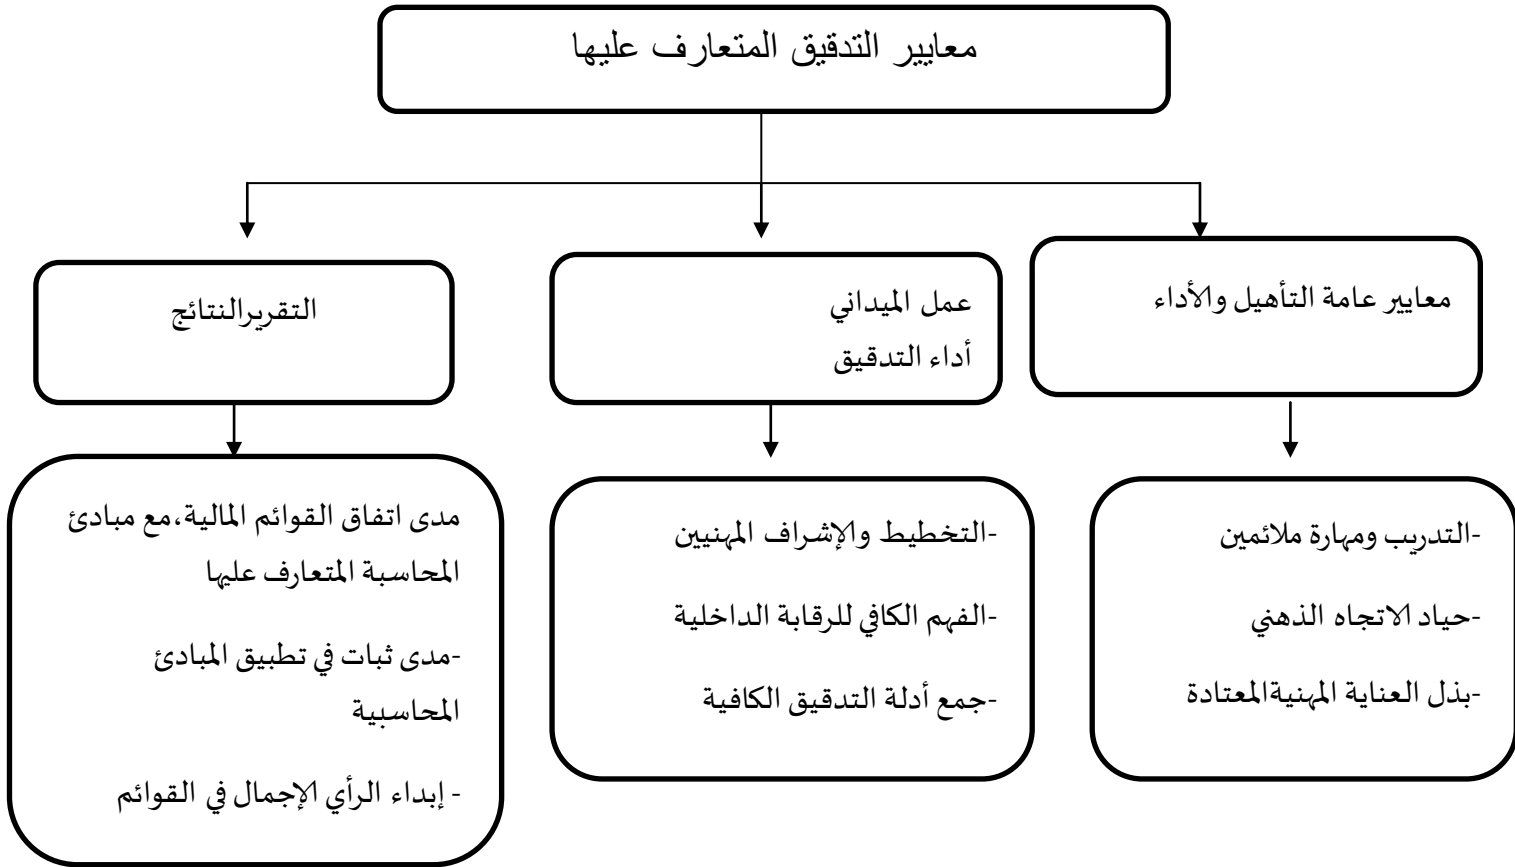 معايير التدقيق المتعارف عليها
معايير عامة التأهيل والأداء
عمل الميداني
أداء التدقيق
التقريرالنتائج
-التدريب ومهارة ملائمين
-حياد الاتجاه الذهني
-بذل العناية المهنيةالمعتادة
-التخطيط والإشراف المهنيين
-الفهم الكافي للرقابة الداخلية
-جمع أدلة التدقيق الكافية
مدى اتفاق القوائم المالية،مع مبادئ
المحاسبة المتعارف عليها
-مدى ثبات في تطبيق المبادئ
المحاسبية
- إبداء الرأي الإجمال في القوائم